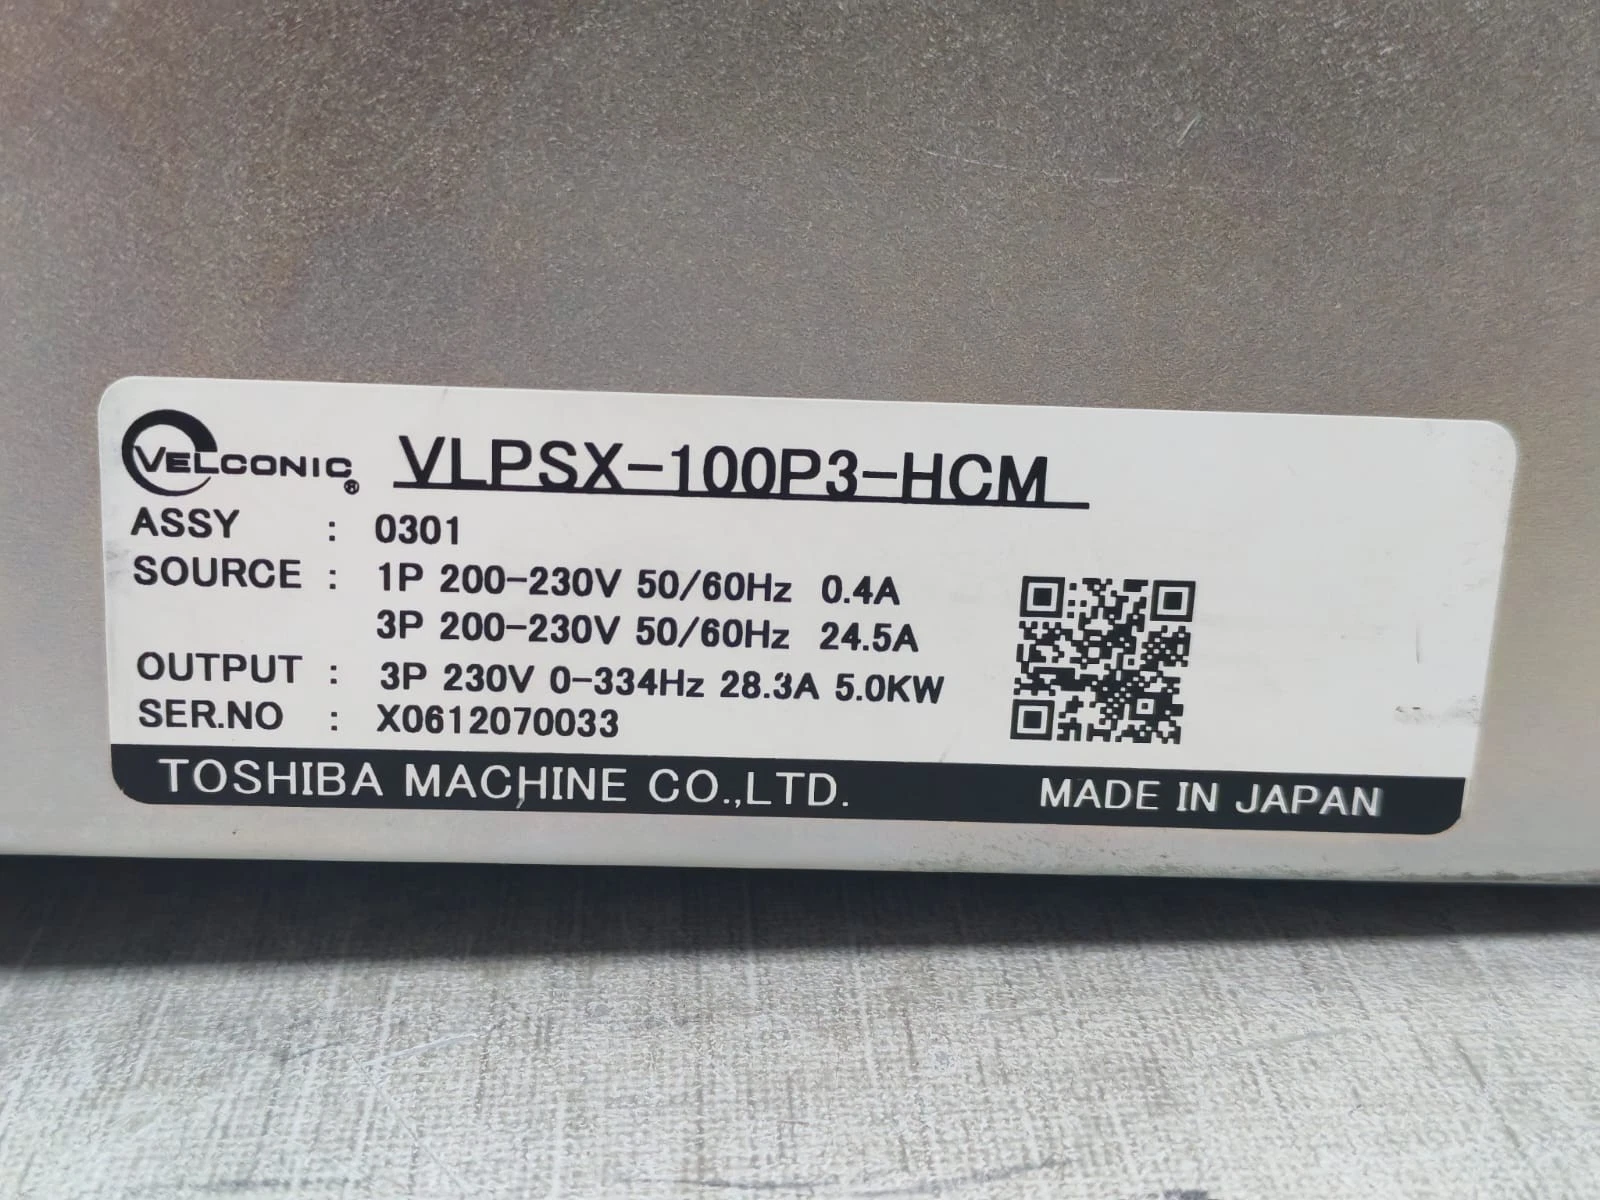 VELCONIC® VLPSX-100P3-HCM
ASSY : 0301
SOURCE : 1P 200-230V 50/60Hz 0.4A
3P 200-230V 50/60Hz 24.5A
OUTPUT : 3P 230V 0-334Hz 28.3A 5.0KW
SER.NO : X0612070033
TOSHIBA MACHINE CO.,LTD. MADE IN JAPAN